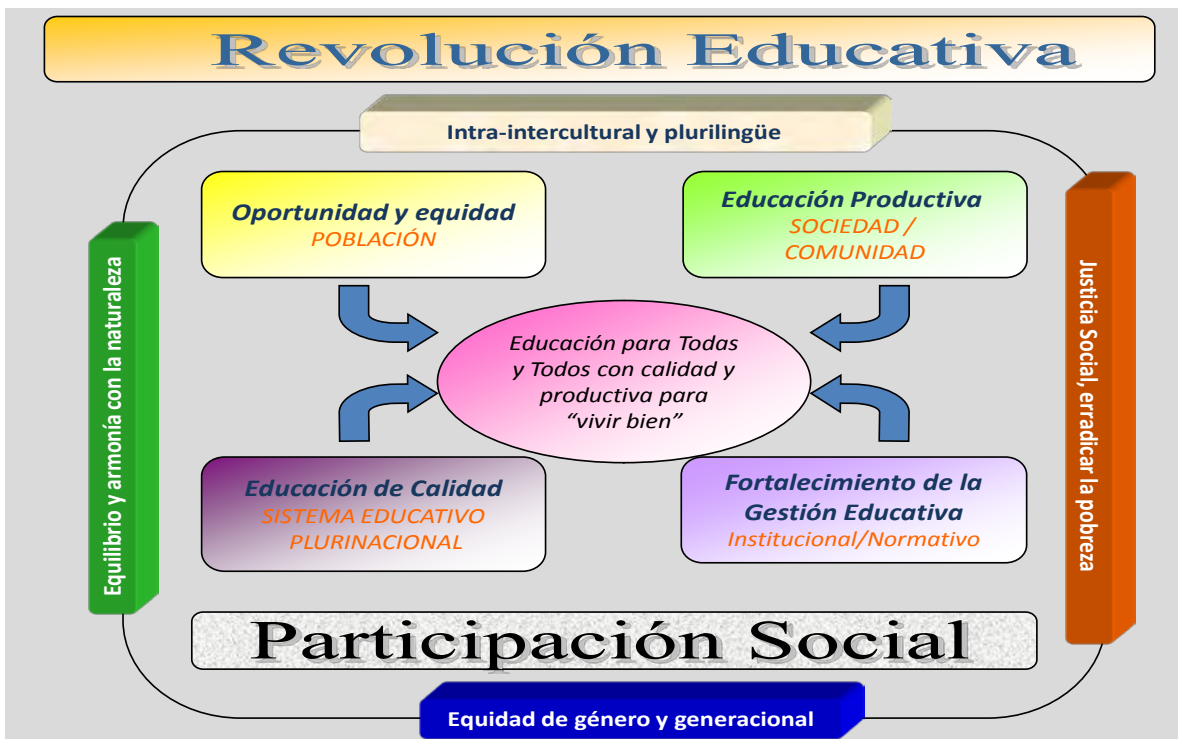 Revolución Educativa
Intra-intercultural y plurilingüe
Oportunidad y equidad
POBLACIÓN
Educación Productiva
SOCIEDAD /
COMUNIDAD
Equilibrio y armonía con la naturaleza
Justicia Social, erradicar la pobreza
Educación para Todas
y Todos con calidad y
productiva para
“vivir bien”
Educación de Calidad
SISTEMA EDUCATIVO
PLURINACIONAL
Fortalecimiento de la
Gestión Educativa
Institucional/Normativo
Participación Social
Equidad de género y generacional